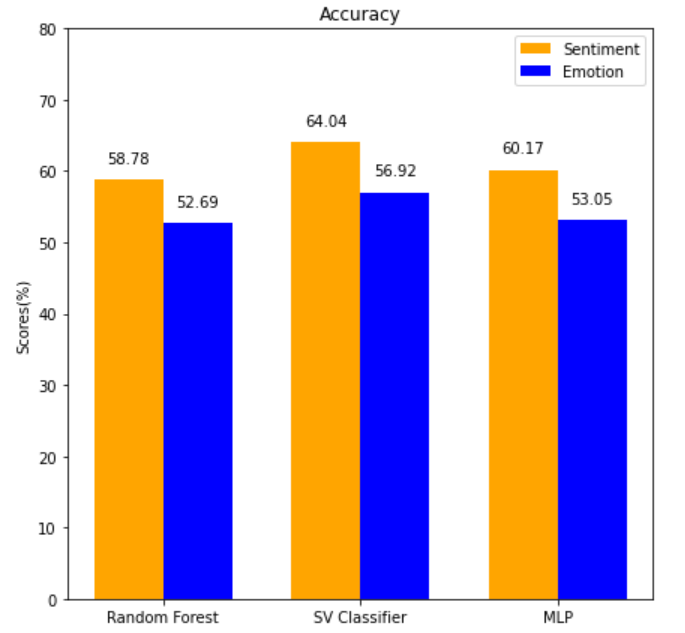 Accuracy
80
70
60
50
40
30
20
10
0
Scores(%)
Sentiment
Emotion
58.78
52.69
64.04
56.92
60.17
53.05
Random Forest
SV Classifier
MLP